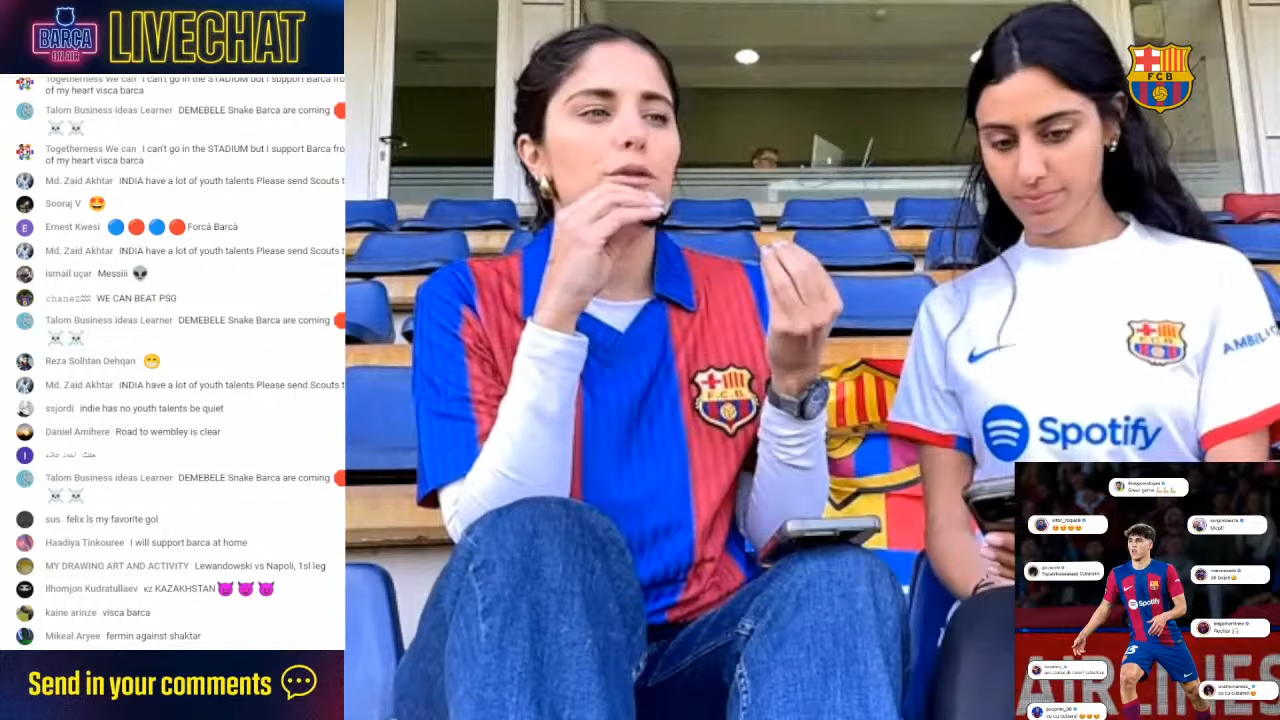 BARÇA
ON AIR
LIVECHAT
Togetherness We can I can't go in the STADIUM but I support Barca fro
of my heart visca barca
Talom Business ideas Learner DEMEBELE Snake Barca are coming
Togetherness We can I can't go in the STADIUM but I support Barca fro
of my heart visca barca
Md. Zaid Akhtar INDIA have a lot of youth talents Please send Scouts t
Sooraj V
E
Ernest Kwesi Forcà Barcà
Md. Zaid Akhtar INDIA have a lot of youth talents Please send Scouts t
ismail uçar Messiii
chanez WE CAN BEAT PSG
Talom Business ideas Learner DEMEBELE Snake Barca are coming
Reza Solhtan Dehqan
Md. Zaid Akhtar INDIA have a lot of youth talents Please send Scouts t
ssjordi indie has no youth talents be quiet
Daniel Amihere Road to wembley is clear
I
Talom Business ideas Learner DEMEBELE Snake Barca are coming
sus felix is my favorite gol
Haadiya Tinkouree I will support barca at home
MY DRAWING ART AND ACTIVITY Lewandowski vs Napoli, 1sl leg
Ilhomjon Kudratullaev KZ KAZAKHSTAN
kaine arinze visca barca
Mikeal Aryee fermin against shaktar
Send in your comments
FCB
F.C.B.
AMBILIG
Spotify
Great game
Spotify
AIRLINES